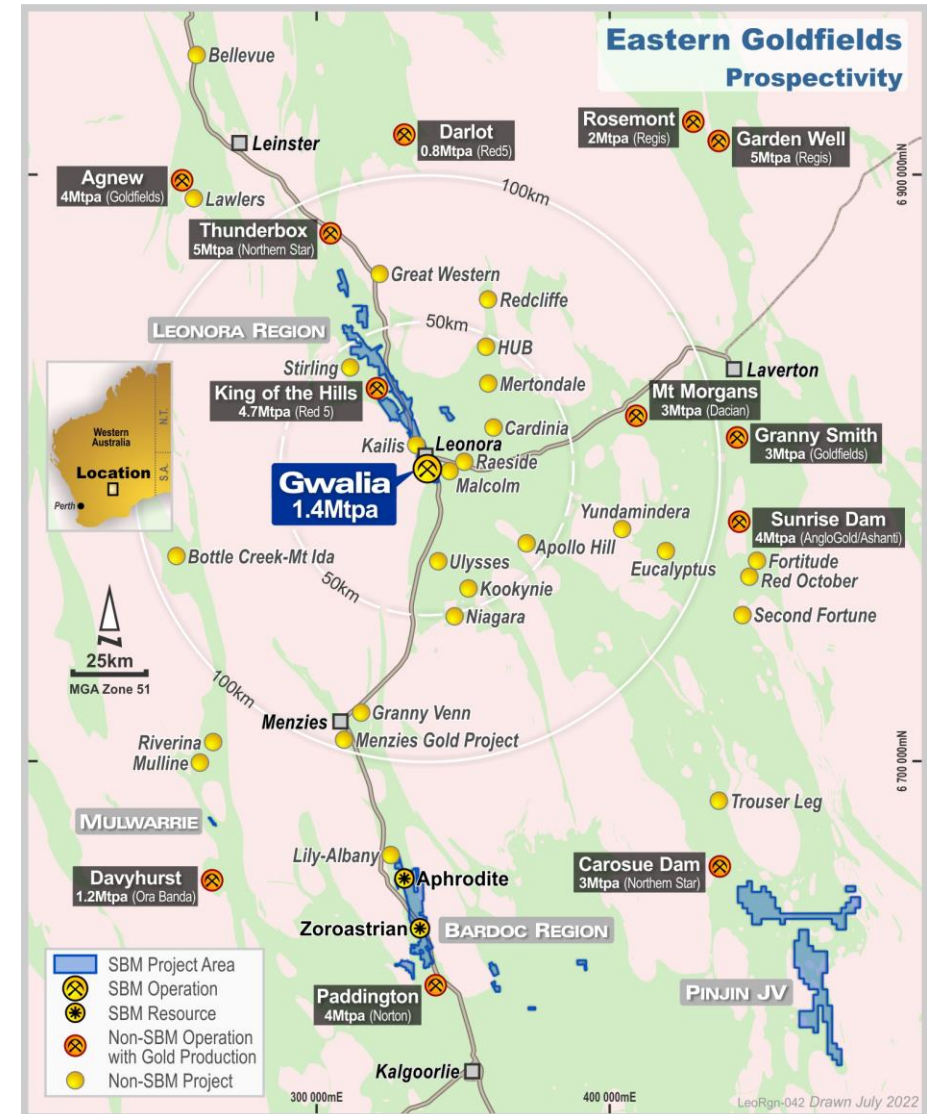 Eastern Goldfields
Prospectivity
Bellevue
Leinster
Darlot
0.8Mtpa (Red5)
Rosemont
2Mtpa (Regis)
Garden Well
5Mtpa (Regis)
Agnew
4Mtpa (Goldfields)
Lawlers
100km
6 900 000mN
Thunderbox
5Mtpa (Northern Star)
Great Western
Redcliffe
LEONORA REGION
50km
HUB
Stirling
Laverton
King of the Hills
4.7Mtpa (Red 5)
Mertondale
Mt Morgans
3Mtpa (Dacian)
Cardinia
Granny Smith
3Mtpa (Goldfields)
Kailis
Leonora
Raeside
Malcolm
Gwalia
1.4Mtpa
Western
Australia
N.T.
S.A.
Location
Perth
Yundamindera
Sunrise Dam
4Mtpa (AngloGold/Ashanti)
Bottle Creek-Mt Ida
Ulysses
Apollo Hill
Eucalyptus
Fortitude
Red October
Kookynie
50km
Niagara
Second Fortune
25km
MGA Zone 51
100km
Menzies
Granny Venn
Menzies Gold Project
Riverina
Mulline
6 700 000mN
Trouser Leg
MULWARRIE
Lily-Albany
Davyhurst
1.2Mtpa (Ora Banda)
Aphrodite
Carosue Dam
3Mtpa (Northern Star)
Zoroastrian
BARDOC REGION
SBM Project Area
SBM Operation
SBM Resource
Non-SBM Operation
with Gold Production
Non-SBM Project
Paddington
4Mtpa (Norton)
PINJIN JV
Kalgoorlie
300 000mE
400 000mE
LeoRgn-042 Drawn July 2022